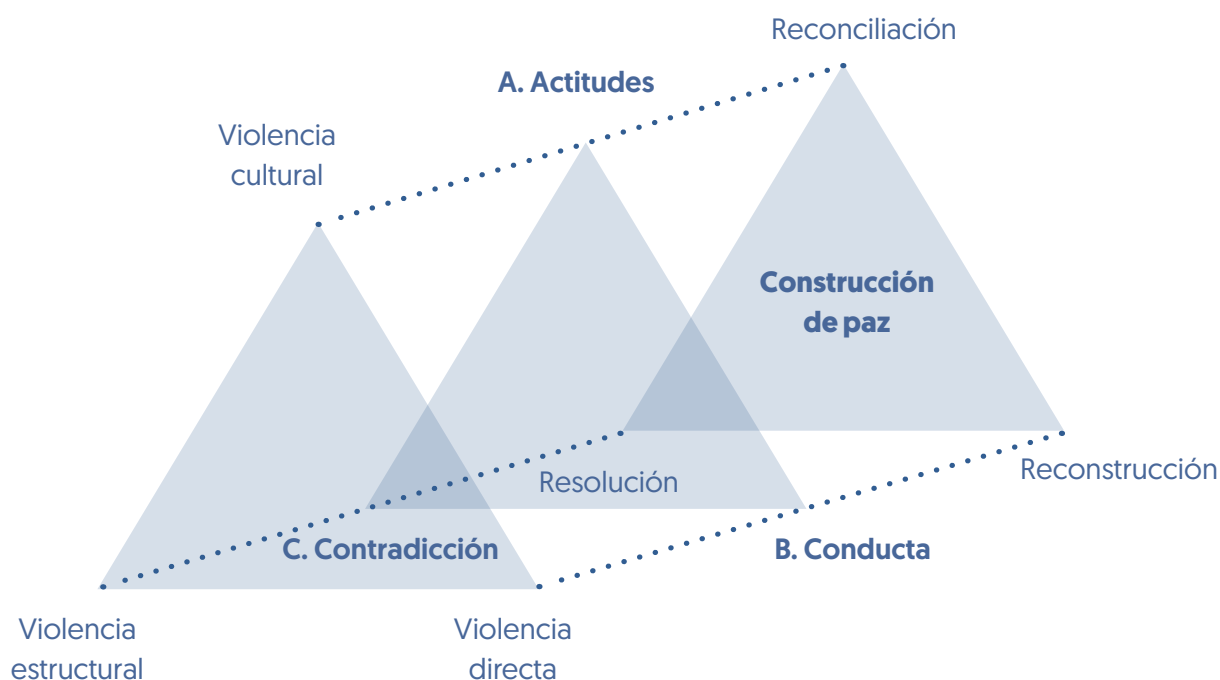 Reconciliación
A. Actitudes
Violencia
cultural
Construcción
de paz
Resolución
Reconstrucción
C. Contradicción
B. Conducta
Violencia
estructural
Violencia
directa